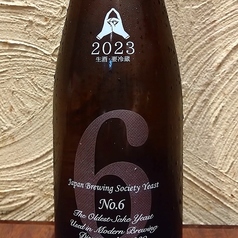 2023
生酒・要冷蔵
6
Japan Brewing Society Yeast
No.6
The Oldest Sake Yeast
Used in Modern Brewing